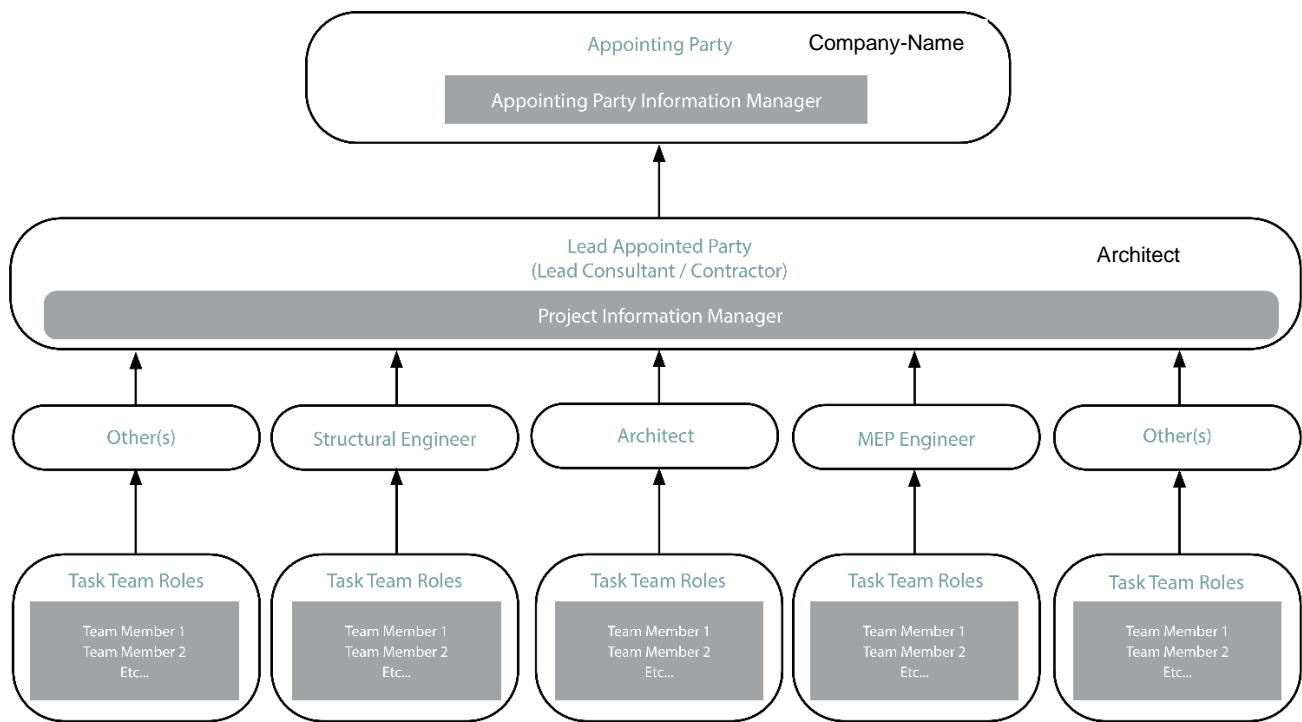 Appointing Party
Company-Name
Appointing Party Information Manager
Lead Appointed Party
(Lead Consultant / Contractor)
Architect
Project Information Manager
Other(s)
Structural Engineer
Architect
MEP Engineer
Other(s)
Task Team Roles
Team Member 1
Team Member 2
Etc...
Task Team Roles
Team Member 1
Team Member 2
Etc...
Task Team Roles
Team Member 1
Team Member 2
Etc...
Task Team Roles
Team Member 1
Team Member 2
Etc...
Task Team Roles
Team Member 1
Team Member 2
Etc...